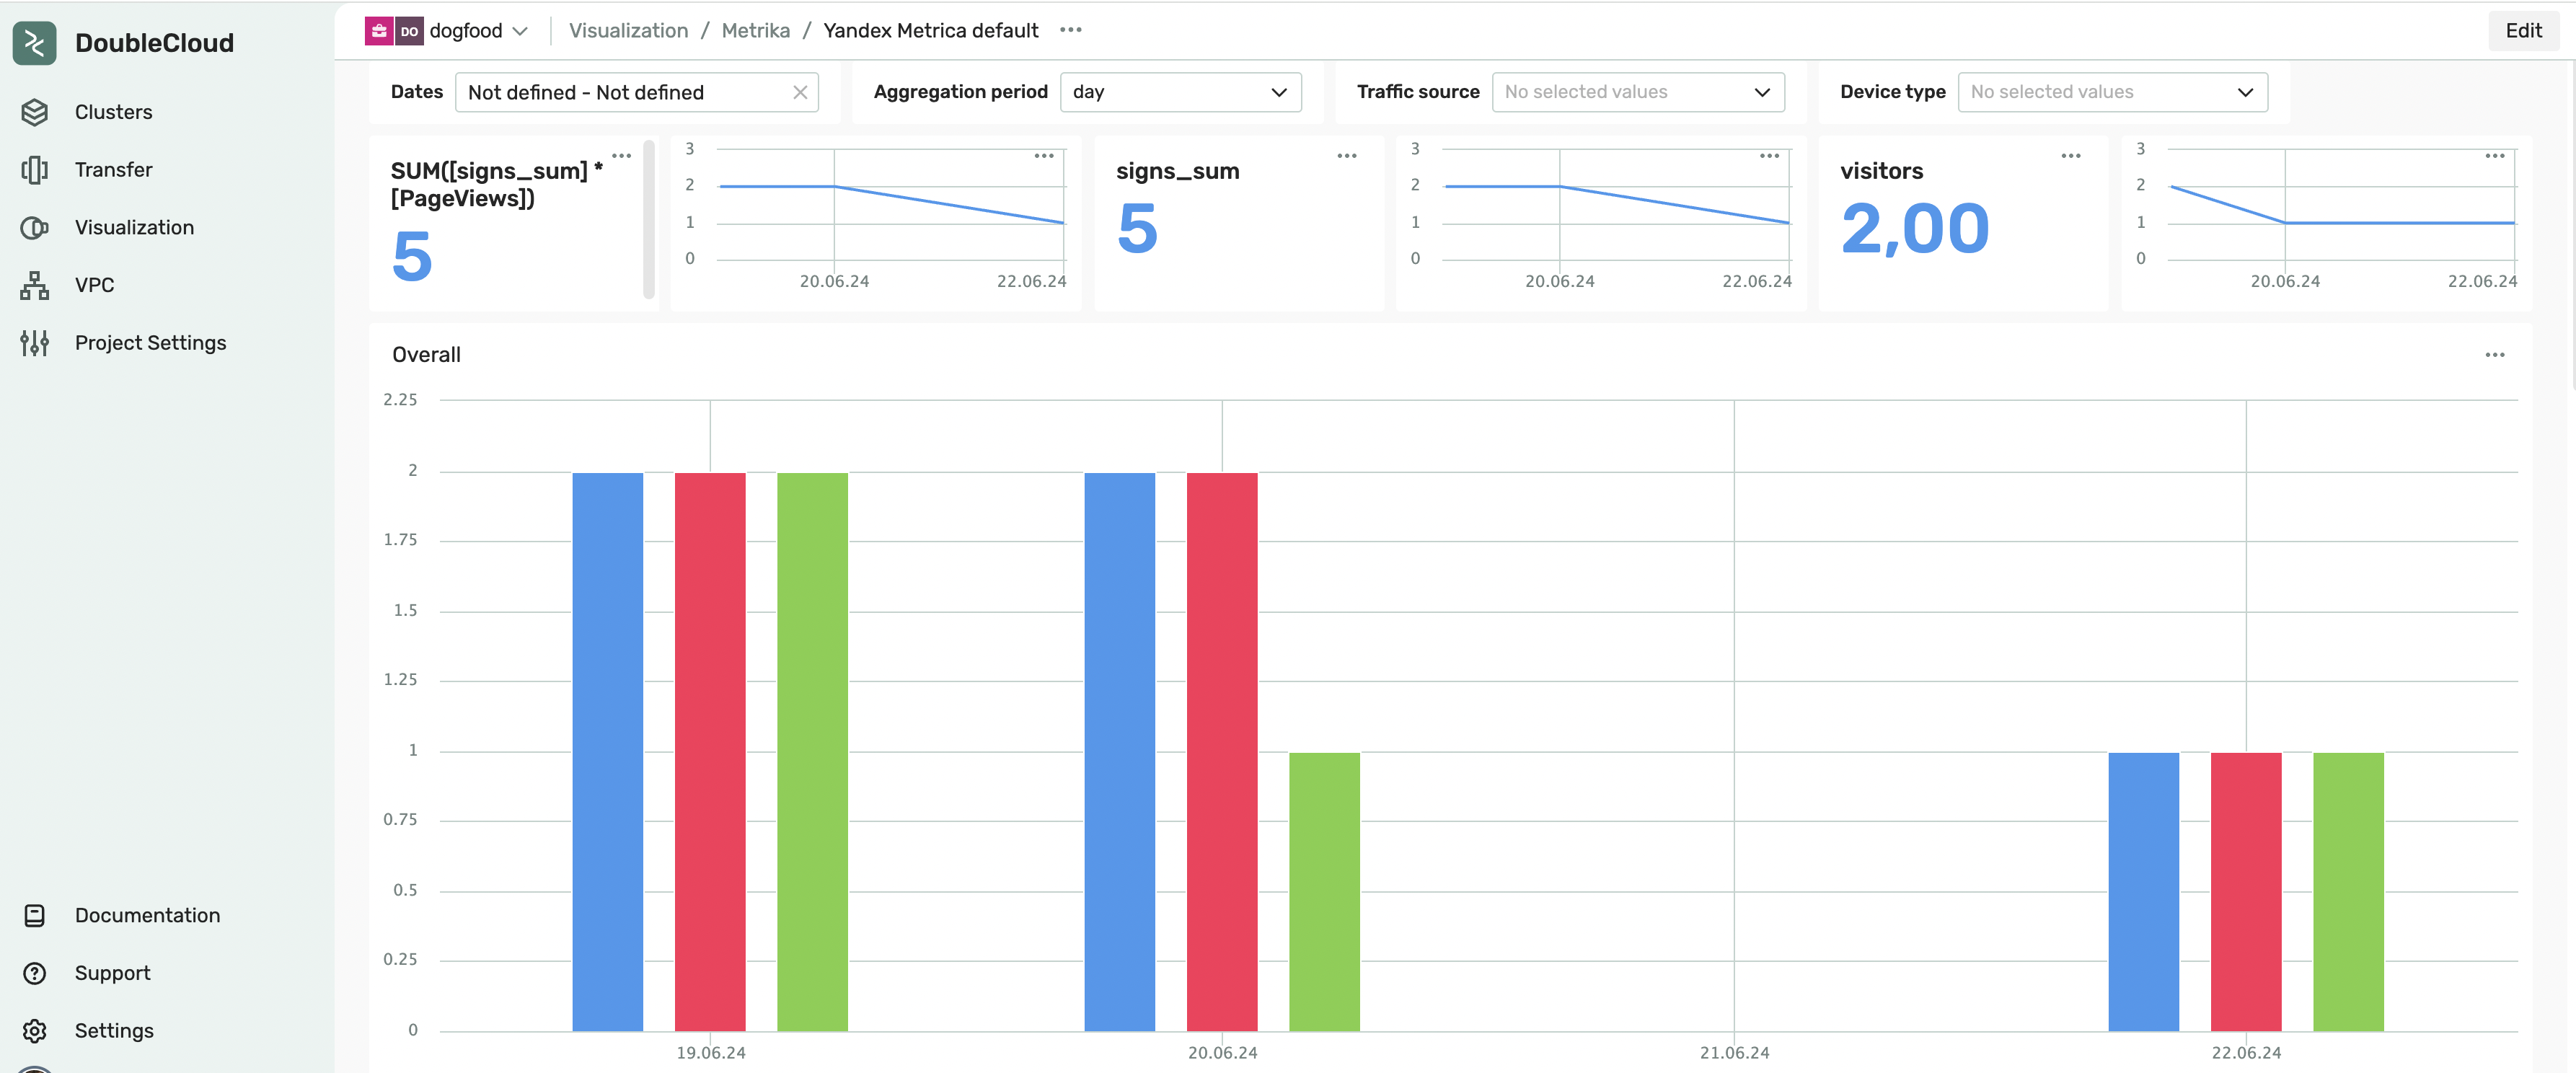 DoubleCloud
Clusters
Transfer
Visualization
VPC
Project Settings
Documentation
Support
Settings
DO dogfood Visualization / Metrika / Yandex Metrica default ••• Edit
Dates Not defined - Not defined Aggregation period day Traffic source No selected values Device type No selected values
SUM([signs_sum] *
[PageViews])
5
3
2
1
0
20.06.24 22.06.24
signs_sum
5
3
2
1
0
20.06.24 22.06.24
visitors
2,00
3
2
1
0
20.06.24 22.06.24
Overall
2.25
2
1.75
1.5
1.25
1
0.75
0.5
0.25
0
19.06.24 20.06.24 21.06.24 22.06.24